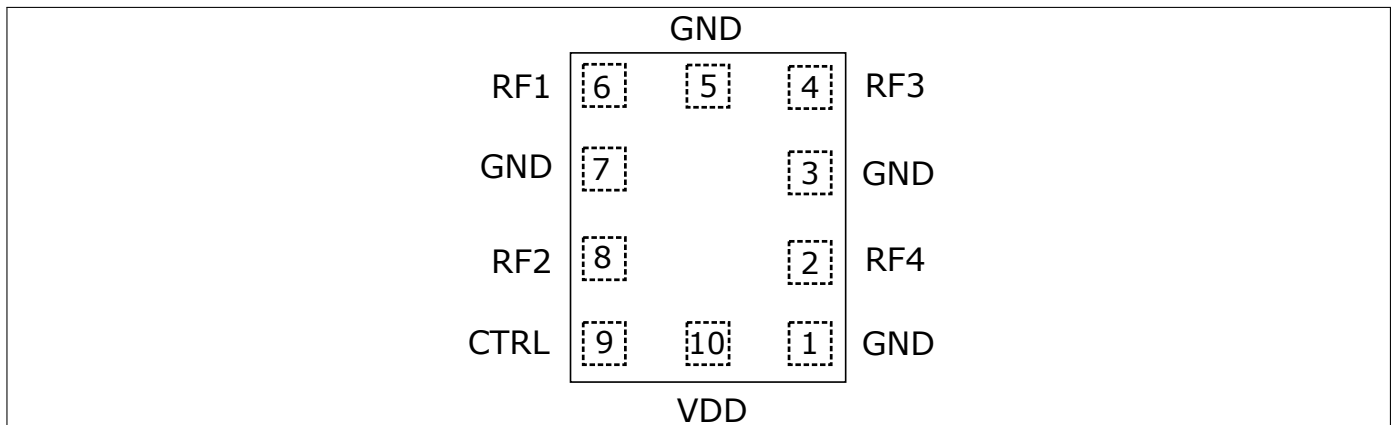 GND
RF1 6 5 4 RF3
GND 7 3 GND
RF2 8 2 RF4
CTRL 9 10 1 GND
VDD